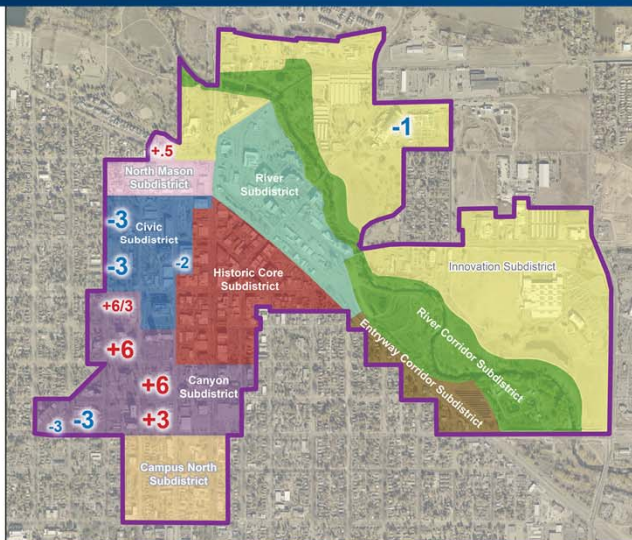 -1
+.5
North Mason
Subdistrict
River
Subdistrict
-3
Civic
Subdistrict
-3
-2
Historic Core
Subdistrict
Innovation Subdistrict
+6/3
River Corridor Subdistrict
Entryway Corridor Subdistrict
+6
+6
Canyon
Subdistrict
-3
-3
+3
Campus North
Subdistrict